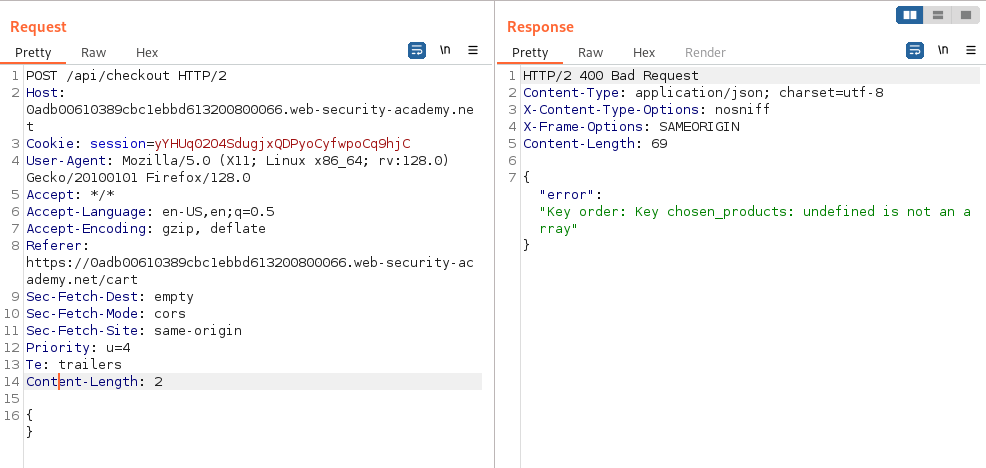 Request
Pretty Raw Hex
\n
1 POST /api/checkout HTTP/2
2 Host:
0adb00610389cbc1ebbd613200800066.web-security-academy.ne
t
3 Cookie: session=yYHUq02O4SdugjxQDPyoCyfwpoCq9hjC
4 User-Agent: Mozilla/5.0 (X11; Linux x86_64; rv:128.0)
Gecko/20100101 Firefox/128.0
5 Accept: */*
6 Accept-Language: en-US,en;q=0.5
7 Accept-Encoding: gzip, deflate
8 Referer:
https://0adb00610389cbc1ebbd613200800066.web-security-ac
ademy.net/cart
9 Sec-Fetch-Dest: empty
10 Sec-Fetch-Mode: cors
11 Sec-Fetch-Site: same-origin
12 Priority: u=4
13 Te: trailers
14 Content-Length: 2
15
16 {
}
Response
Pretty Raw Hex Render
\n
1 HTTP/2 400 Bad Request
2 Content-Type: application/json; charset=utf-8
3 X-Content-Type-Options: nosniff
4 X-Frame-Options: SAMEORIGIN
5 Content-Length: 69
6
7 {
"error":
"Key order: Key chosen_products: undefined is not an a
rray"
}